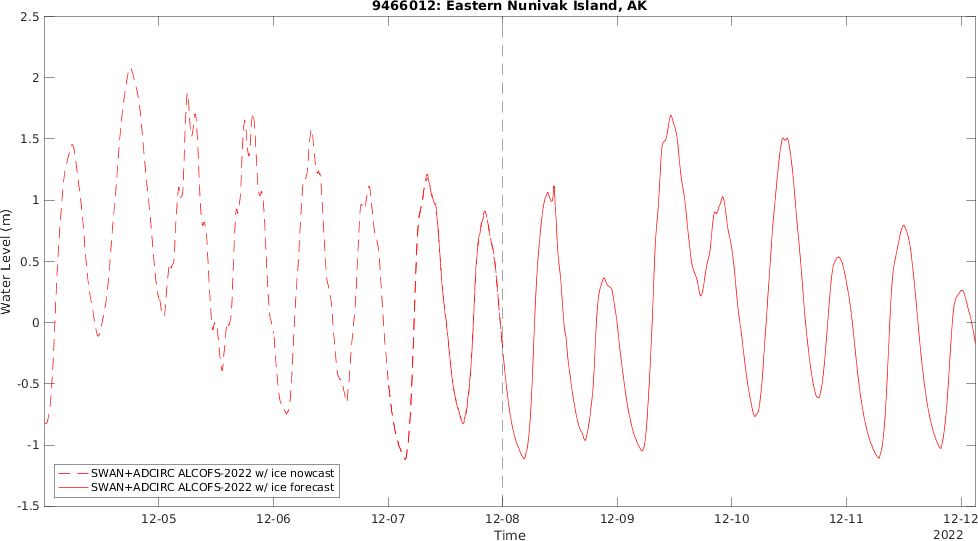 9466012: Eastern Nunivak Island, AK
2.5
2
1.5
1
0.5
0
-0.5
-1
-1.5
Water Level (m)
SWAN+ADCIRC ALCOFS-2022 w/ ice nowcast
SWAN+ADCIRC ALCOFS-2022 w/ ice forecast
12-05 12-06 12-07 12-08 12-09 12-10 12-11 12-12
Time
2022